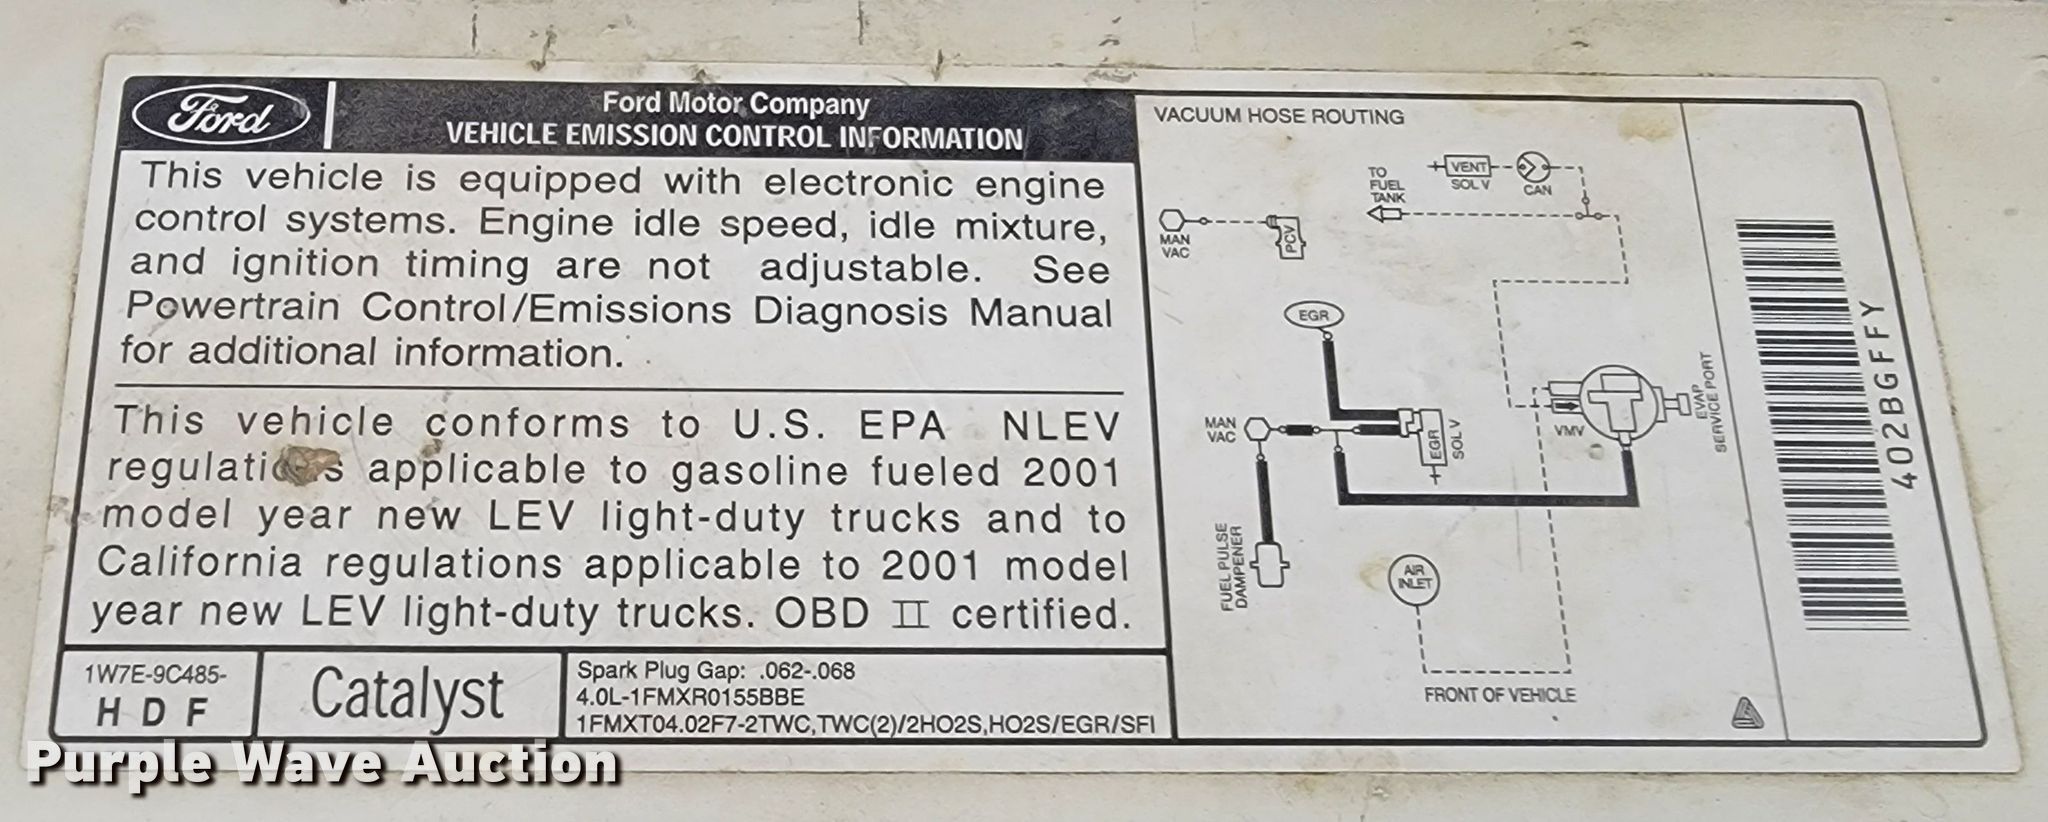 Ford
Ford Motor Company
VEHICLE EMISSION CONTROL INFORMATION
This vehicle is equipped with electronic engine
control systems. Engine idle speed, idle mixture,
and ignition timing are not adjustable. See
Powertrain Control/Emissions Diagnosis Manual
for additional information.
This vehicle conforms to U.S. EPA NLEV
regulations applicable to gasoline fueled 2001
model year new LEV light-duty trucks and to
California regulations applicable to 2001 model
year new LEV light-duty trucks. OBD II certified.
1W7E-9C485-
H D F
Catalyst
Spark Plug Gap: .062-.068
4.0L-1FMXR0155BBE
1FMXT04.02F7-2TWC,TWC(2)/2HO2S,HO2S/EGR/SFI
VACUUM HOSE ROUTING
TO
FUEL
TANK
VENT
SOL V
CAN
MAN
VAC
PCV
EGR
MAN
VAC
EGR
SOL V
VMV
EVAP
SERVICE PORT
FUEL PULSE
DAMPENER
AIR
INLET
FRONT OF VEHICLE
402BGFFY
Purple Wave Auction